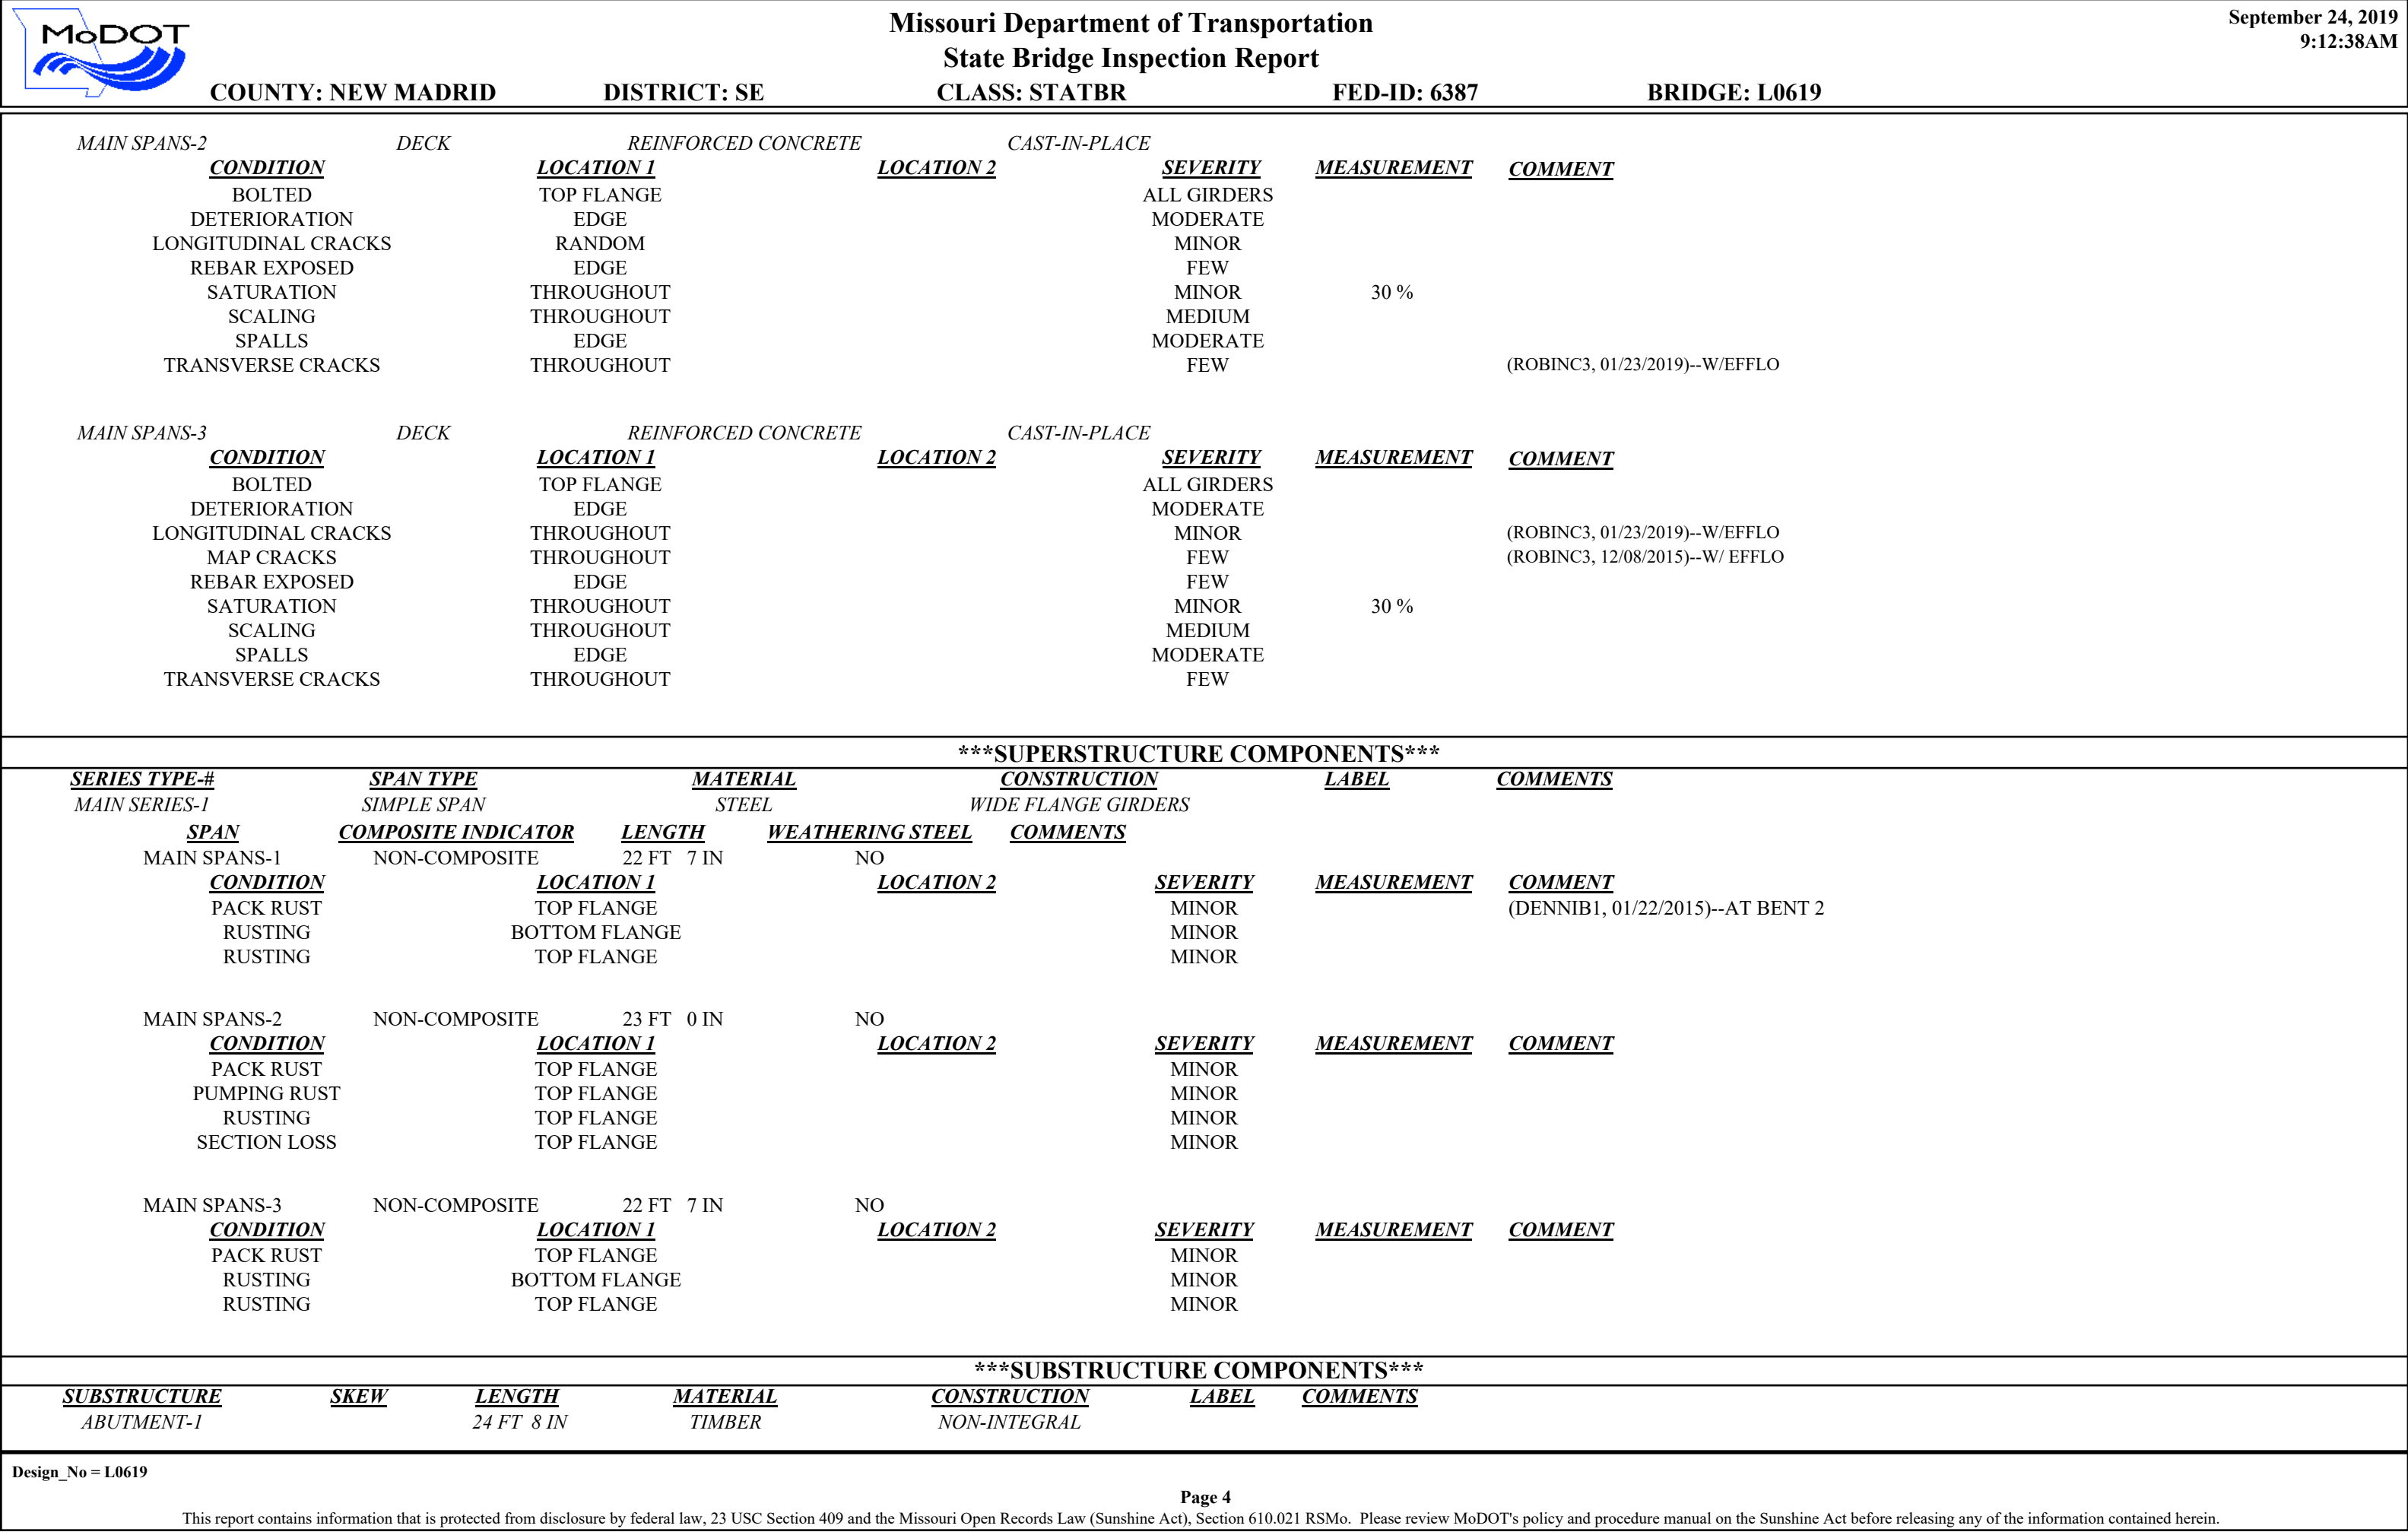 MoDOT
Missouri Department of Transportation
State Bridge Inspection Report
September 24, 2019
9:12:38AM
COUNTY: NEW MADRID DISTRICT: SE CLASS: STATBR FED-ID: 6387 BRIDGE: L0619
MAIN SPANS-2 DECK REINFORCED CONCRETE CAST-IN-PLACE
CONDITION LOCATION 1 LOCATION 2 SEVERITY MEASUREMENT COMMENT
BOLTED TOP FLANGE ALL GIRDERS
DETERIORATION EDGE MODERATE
LONGITUDINAL CRACKS RANDOM MINOR
REBAR EXPOSED EDGE FEW
SATURATION THROUGHOUT MINOR 30 %
SCALING THROUGHOUT MEDIUM
SPALLS EDGE MODERATE
TRANSVERSE CRACKS THROUGHOUT FEW (ROBINC3, 01/23/2019)--W/EFFLO
MAIN SPANS-3 DECK REINFORCED CONCRETE CAST-IN-PLACE
CONDITION LOCATION 1 LOCATION 2 SEVERITY MEASUREMENT COMMENT
BOLTED TOP FLANGE ALL GIRDERS
DETERIORATION EDGE MODERATE
LONGITUDINAL CRACKS THROUGHOUT MINOR (ROBINC3, 01/23/2019)--W/EFFLO
MAP CRACKS THROUGHOUT FEW (ROBINC3, 12/08/2015)--W/ EFFLO
REBAR EXPOSED EDGE FEW
SATURATION THROUGHOUT MINOR 30 %
SCALING THROUGHOUT MEDIUM
SPALLS EDGE MODERATE
TRANSVERSE CRACKS THROUGHOUT FEW
***SUPERSTRUCTURE COMPONENTS***
SERIES TYPE-# SPAN TYPE MATERIAL CONSTRUCTION LABEL COMMENTS
MAIN SERIES-1 SIMPLE SPAN STEEL WIDE FLANGE GIRDERS
SPAN COMPOSITE INDICATOR LENGTH WEATHERING STEEL COMMENTS
MAIN SPANS-1 NON-COMPOSITE 22 FT 7 IN NO
CONDITION LOCATION 1 LOCATION 2 SEVERITY MEASUREMENT COMMENT
PACK RUST TOP FLANGE MINOR (DENNIB1, 01/22/2015)--AT BENT 2
RUSTING BOTTOM FLANGE MINOR
RUSTING TOP FLANGE MINOR
MAIN SPANS-2 NON-COMPOSITE 23 FT 0 IN NO
CONDITION LOCATION 1 LOCATION 2 SEVERITY MEASUREMENT COMMENT
PACK RUST TOP FLANGE MINOR
PUMPING RUST TOP FLANGE MINOR
RUSTING TOP FLANGE MINOR
SECTION LOSS TOP FLANGE MINOR
MAIN SPANS-3 NON-COMPOSITE 22 FT 7 IN NO
CONDITION LOCATION 1 LOCATION 2 SEVERITY MEASUREMENT COMMENT
PACK RUST TOP FLANGE MINOR
RUSTING BOTTOM FLANGE MINOR
RUSTING TOP FLANGE MINOR
***SUBSTRUCTURE COMPONENTS***
SUBSTRUCTURE SKEW LENGTH MATERIAL CONSTRUCTION LABEL COMMENTS
ABUTMENT-1 24 FT 8 IN TIMBER NON-INTEGRAL
Design_No = L0619
Page 4
This report contains information that is protected from disclosure by federal law, 23 USC Section 409 and the Missouri Open Records Law (Sunshine Act), Section 610.021 RSMo. Please review MoDOT's policy and procedure manual on the Sunshine Act before releasing any of the information contained herein.